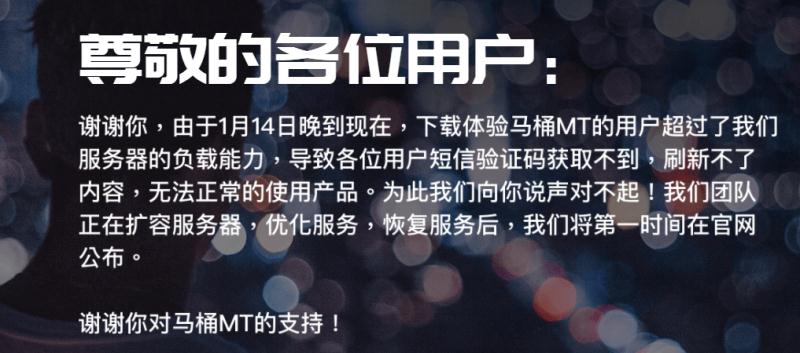 尊敬的各位用户：
谢谢你，由于1月14日晚到现在，下载体验马桶MT的用户超过了我们
服务器的负载能力，导致各位用户短信验证码获取不到，刷新不了
内容，无法正常的使用产品。为此我们向你说声对不起！我们团队
正在扩容服务器，优化服务，恢复服务后，我们将第一时间在官网
公布。
谢谢你对马桶MT的支持！